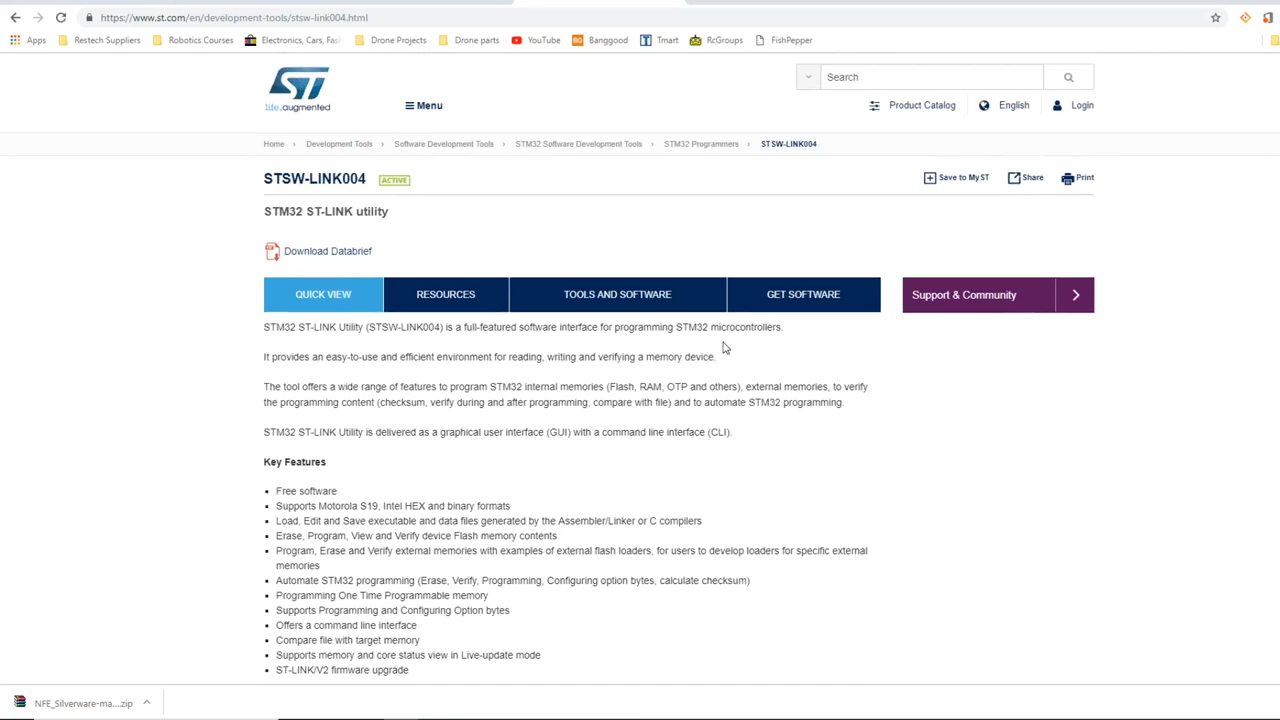 https://www.st.com/en/development-tools/stsw-link004.html
Apps Restech Suppliers Robotics Courses Electronics, Cars, Fas Drone Projects Drone parts YouTube BG Banggood T Tmart RcGroups FishPepper
ST
life.augmented
Menu
Search
Product Catalog English Login
Home › Development Tools › Software Development Tools › STM32 Software Development Tools › STM32 Programmers › STSW-LINK004
STSW-LINK004 ACTIVE
Save to MyST Share Print
STM32 ST-LINK utility
Download Databrief
QUICK VIEW RESOURCES TOOLS AND SOFTWARE GET SOFTWARE Support & Community
STM32 ST-LINK Utility (STSW-LINK004) is a full-featured software interface for programming STM32 microcontrollers.
It provides an easy-to-use and efficient environment for reading, writing and verifying a memory device.
The tool offers a wide range of features to program STM32 internal memories (Flash, RAM, OTP and others), external memories, to verify
the programming content (checksum, verify during and after programming, compare with file) and to automate STM32 programming.
STM32 ST-LINK Utility is delivered as a graphical user interface (GUI) with a command line interface (CLI).
Key Features
▪ Free software
▪ Supports Motorola S19, Intel HEX and binary formats
▪ Load, Edit and Save executable and data files generated by the Assembler/Linker or C compilers
▪ Erase, Program, View and Verify device Flash memory contents
▪ Program, Erase and Verify external memories with examples of external flash loaders, for users to develop loaders for specific external
memories
▪ Automate STM32 programming (Erase, Verify, Programming, Configuring option bytes, calculate checksum)
▪ Programming One Time Programmable memory
▪ Supports Programming and Configuring Option bytes
▪ Offers a command line interface
▪ Compare file with target memory
▪ Supports memory and core status view in Live-update mode
▪ ST-LINK/V2 firmware upgrade
NFE_Silverware-ma....zip